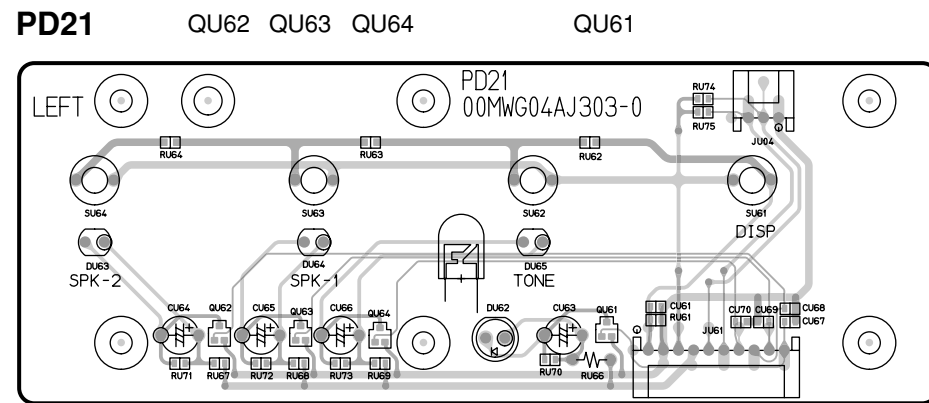 PD21 QU62 QU63 QU64 QU61
LEFT
PD21
00MWG04AJ303-0
RU74
RU75
JU04
RU64 RU63 RU62
SU64 SU63 SU62 SU61
DISP
DU63 DU64 DU65
SPK-2 SPK-1 TONE
CU64 QU62 CU65 QU63 CU66 QU64 DU62 CU63 QU61 CU61 CU70 CU69 CU68
RU61 JU61 CU67
RU71 RU67 RU72 RU68 RU73 RU69 RU70 RU66